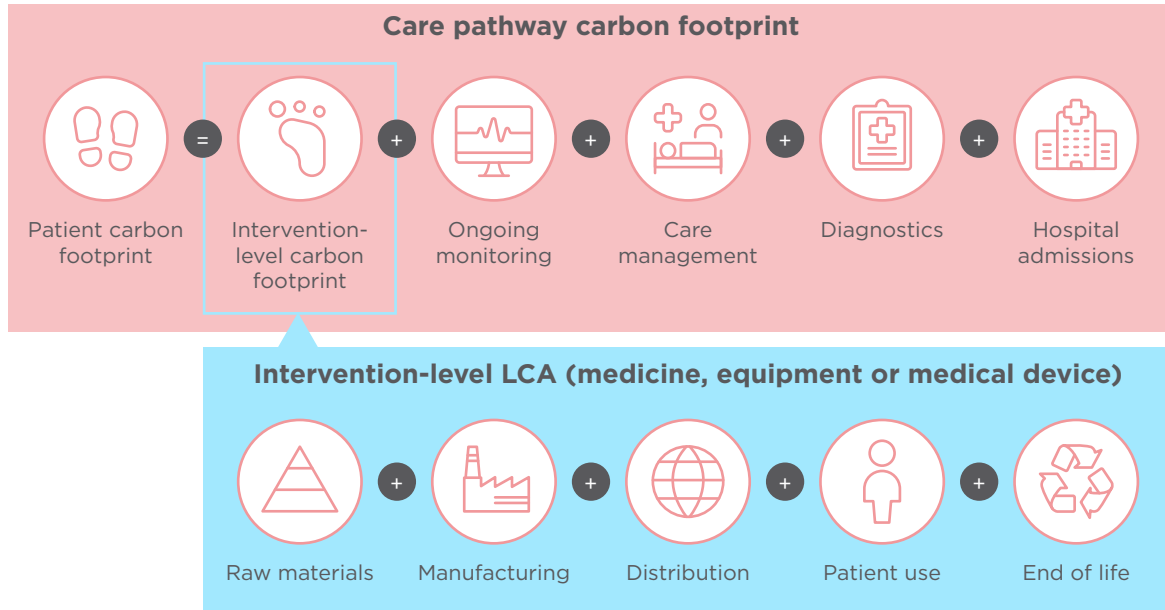 Care pathway carbon footprint
=
+
+
+
+
Patient carbon
footprint
Intervention-
level carbon
footprint
Ongoing
monitoring
Care
management
Diagnostics
Hospital
admissions
Intervention-level LCA (medicine, equipment or medical device)
+
+
+
+
Raw materials
Manufacturing
Distribution
Patient use
End of life